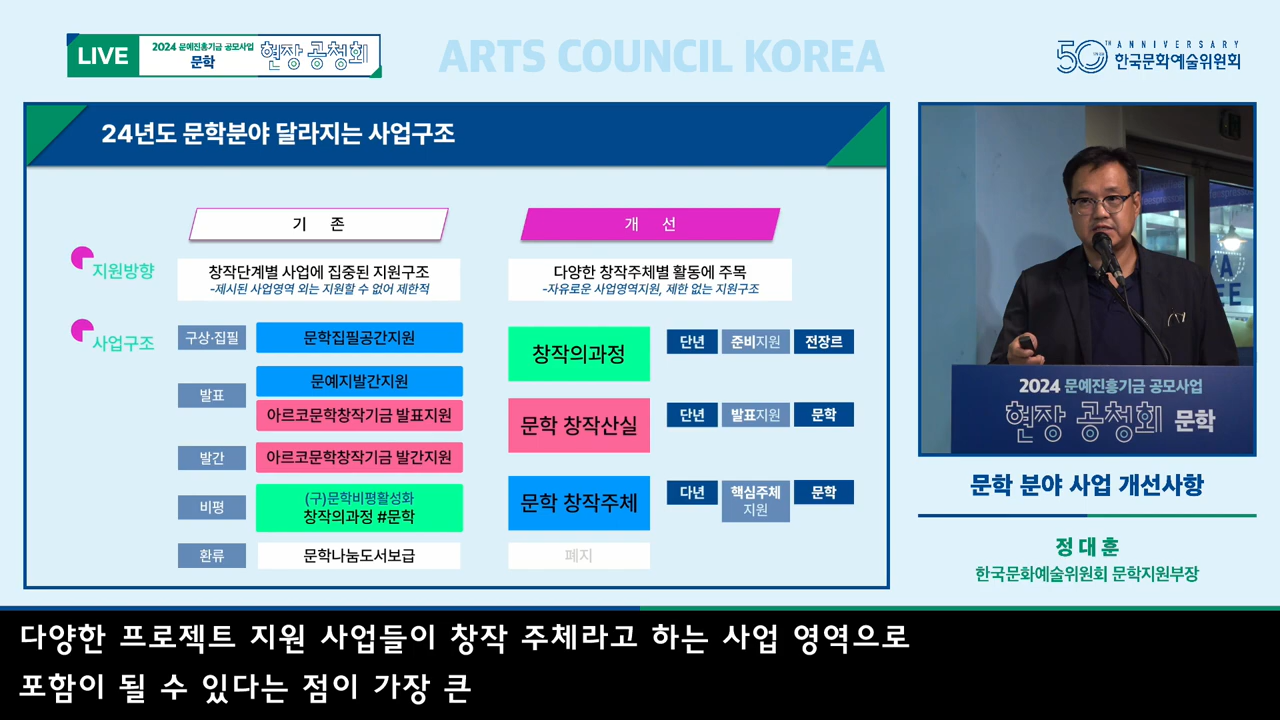 LIVE
2024 문예진흥기금 공모사업
문학
현장 공청회
ARTS COUNCIL KOREA
50TH ANNIVERSARY
한국문화예술위원회
24년도 문학분야 달라지는 사업구조
기 존
개 선
지원방향
창작단계별 사업에 집중된 지원구조
-제시된 사업영역 외는 지원할 수 없어 제한적
다양한 창작주체별 활동에 주목
-자유로운 사업영역지원, 제한 없는 지원구조
사업구조
구상·집필
문학집필공간지원
발표
문예지발간지원
아르코문학창작기금 발표지원
발간
아르코문학창작기금 발간지원
비평
(구)문학비평활성화
창작의과정 #문학
환류
문학나눔도서보급
창작의과정
단년
준비지원
전장르
문학 창작산실
단년
발표지원
문학
문학 창작주체
다년
핵심주체
지원
문학
폐지
A
EE
2024 문예진흥기금 공모사업
현장 공청회 문학
문학 분야 사업 개선사항
정대훈
한국문화예술위원회 문학지원부장
다양한 프로젝트 지원 사업들이 창작 주체라고 하는 사업 영역으로
포함이 될 수 있다는 점이 가장 큰